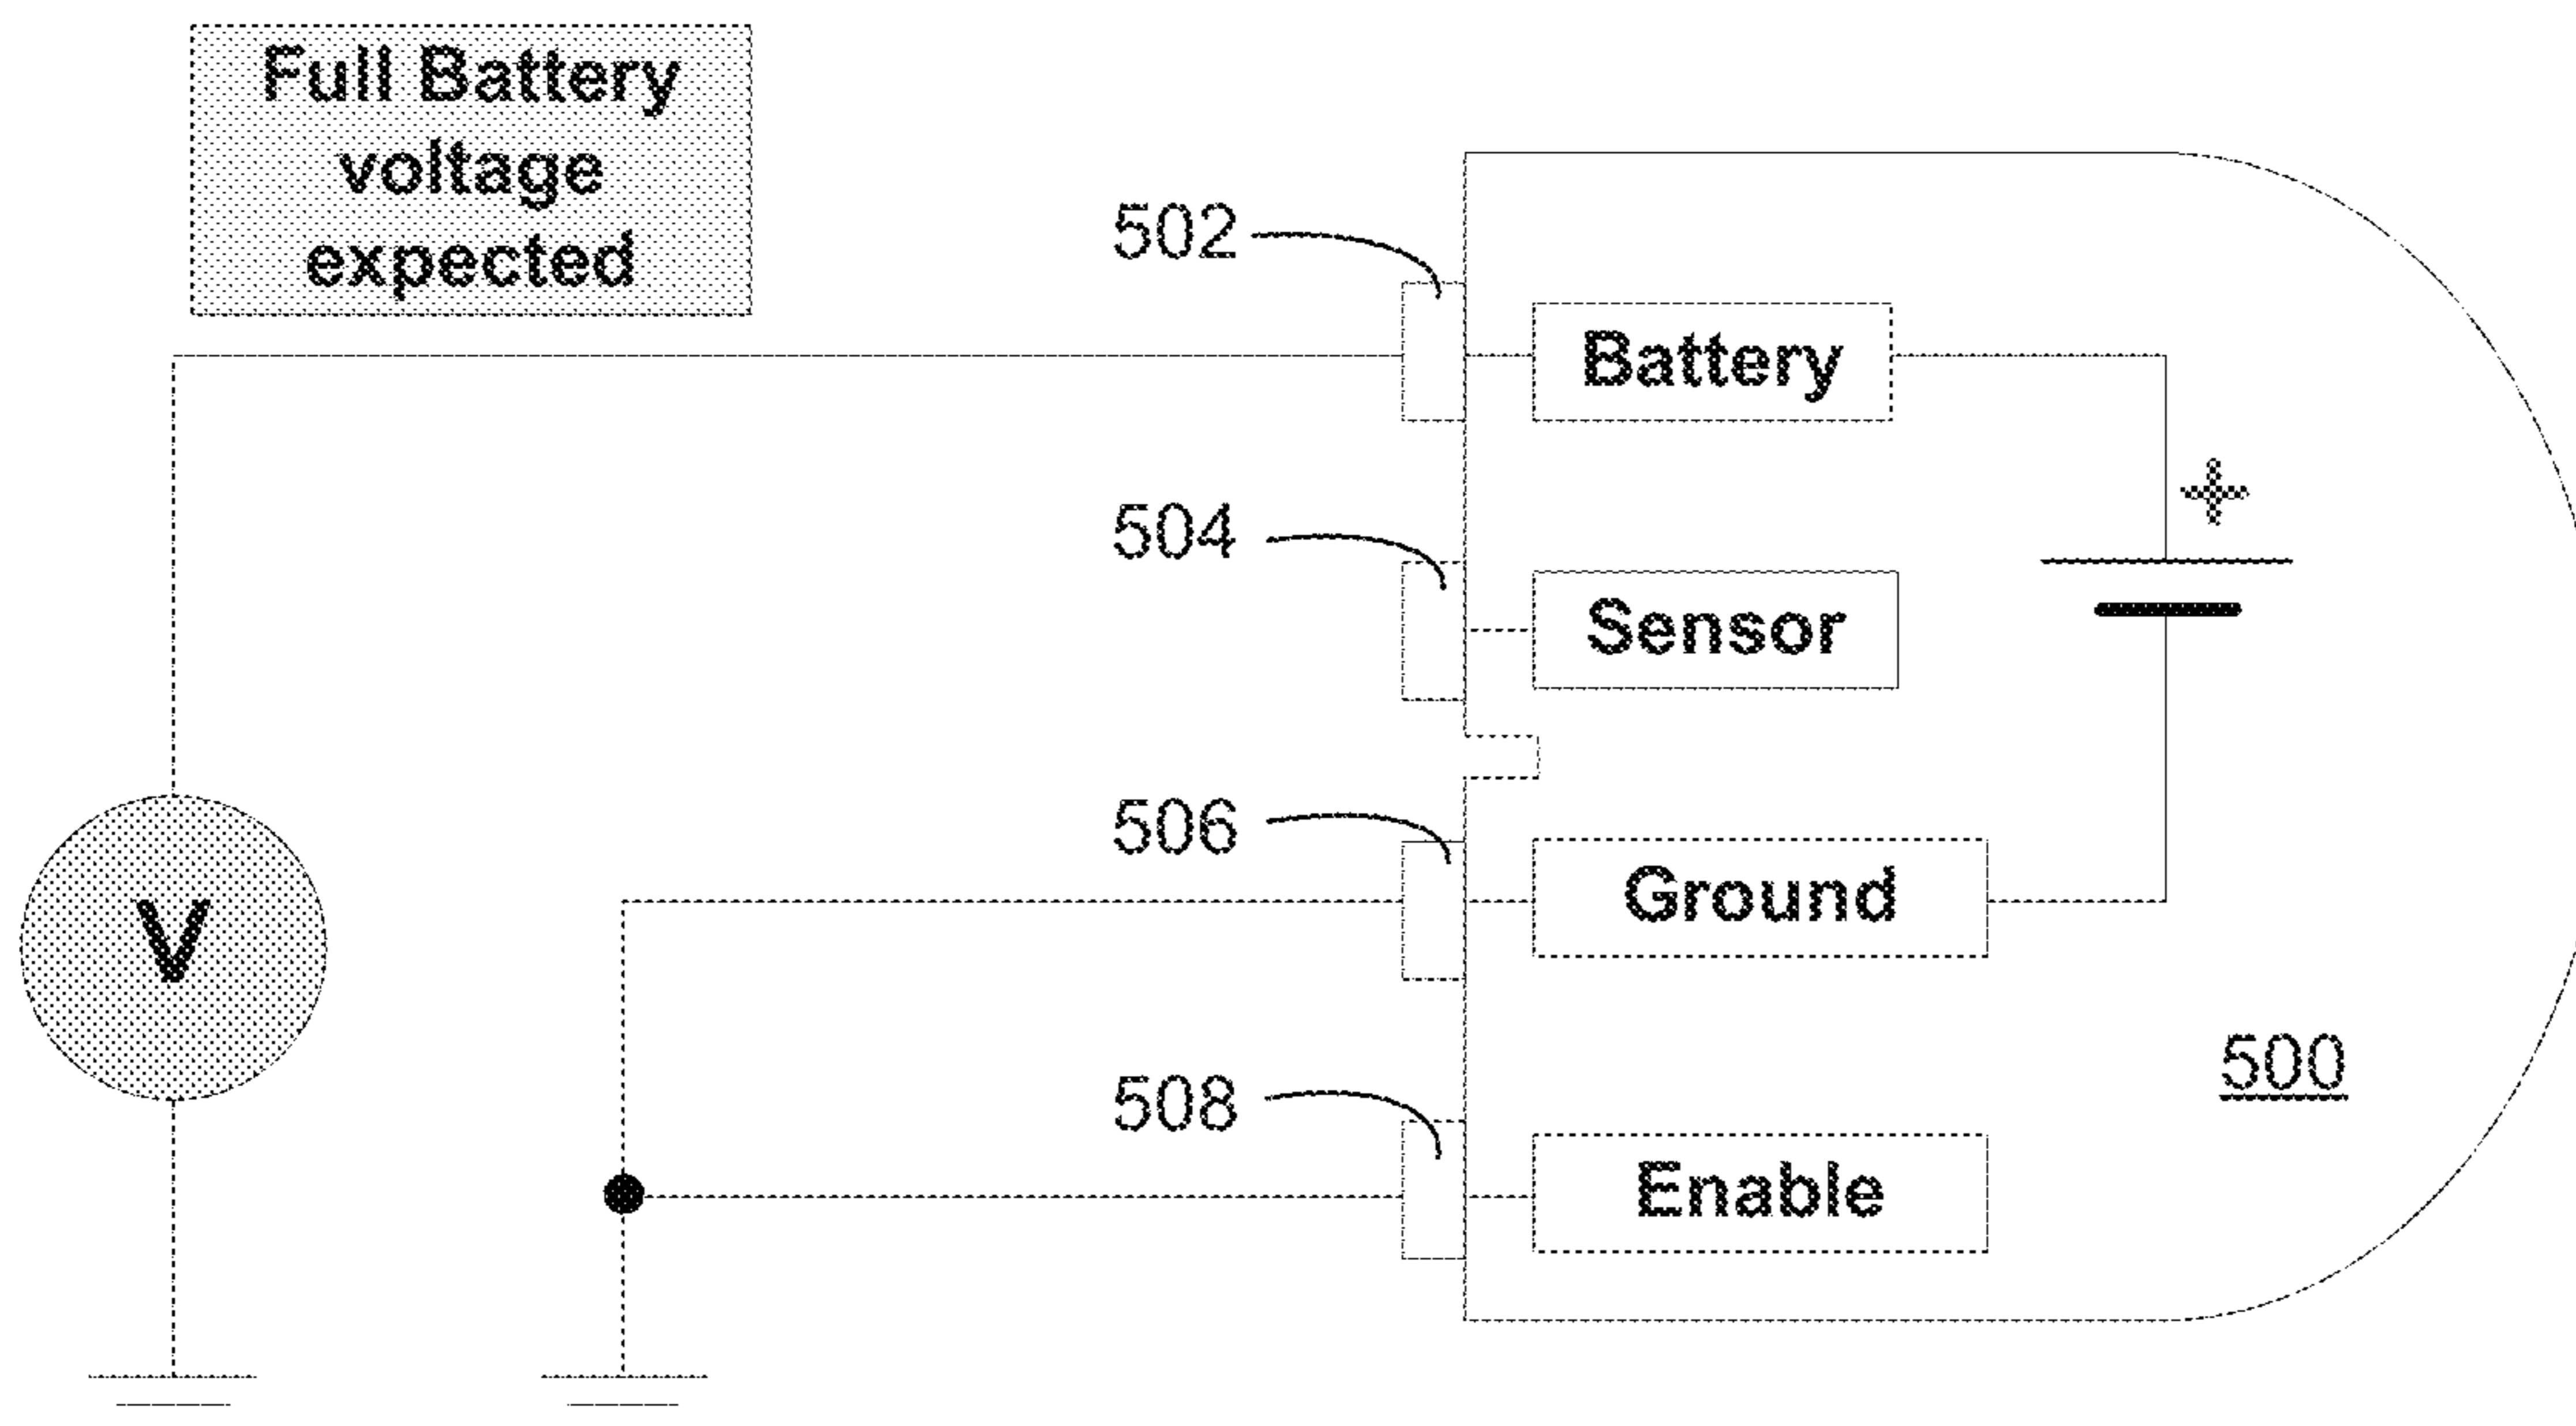 Full Battery
voltage
expected
502
Battery
+
504
Sensor
506
Ground
V
500
508
Enable